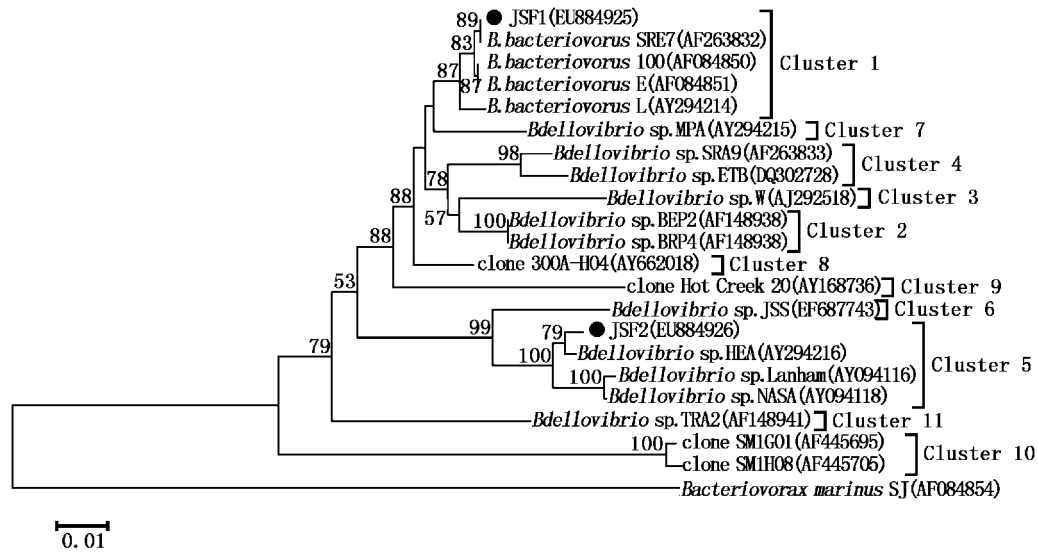 89 JSF1(EU884925)
B.bacteriovorus SRE7(AF263832)
83
B.bacteriovorus 100(AF084850)
Cluster 1
87
87 B.bacteriovorus E(AF084851)
B.bacteriovorus L(AY294214)
Bdellovibrio sp.MPA(AY294215) Cluster 7
98 Bdellovibrio sp.SRA9(AF263833)
Cluster 4
78 Bdellovibrio sp.ETB(DQ302728)
88 Bdellovibrio sp.W(AJ292518) Cluster 3
57 100 Bdellovibrio sp.BEP2(AF148938)
Cluster 2
88 Bdellovibrio sp.BRP4(AF148938)
clone 300A-H04(AY662018) Cluster 8
53 clone Hot Creek 20(AY168736) Cluster 9
Bdellovibrio sp.JSS(EF687743) Cluster 6
99 79 JSF2(EU884926)
79 100 Bdellovibrio sp.HEA(AY294216)
Cluster 5
100 Bdellovibrio sp.Lanham(AY094116)
Bdellovibrio sp.NASA(AY094118)
Bdellovibrio sp.TRA2(AF148941) Cluster 11
100 clone SM1G01(AF445695)
Cluster 10
clone SM1H08(AF445705)
Bacteriovorax marinus SJ(AF084854)
0.01